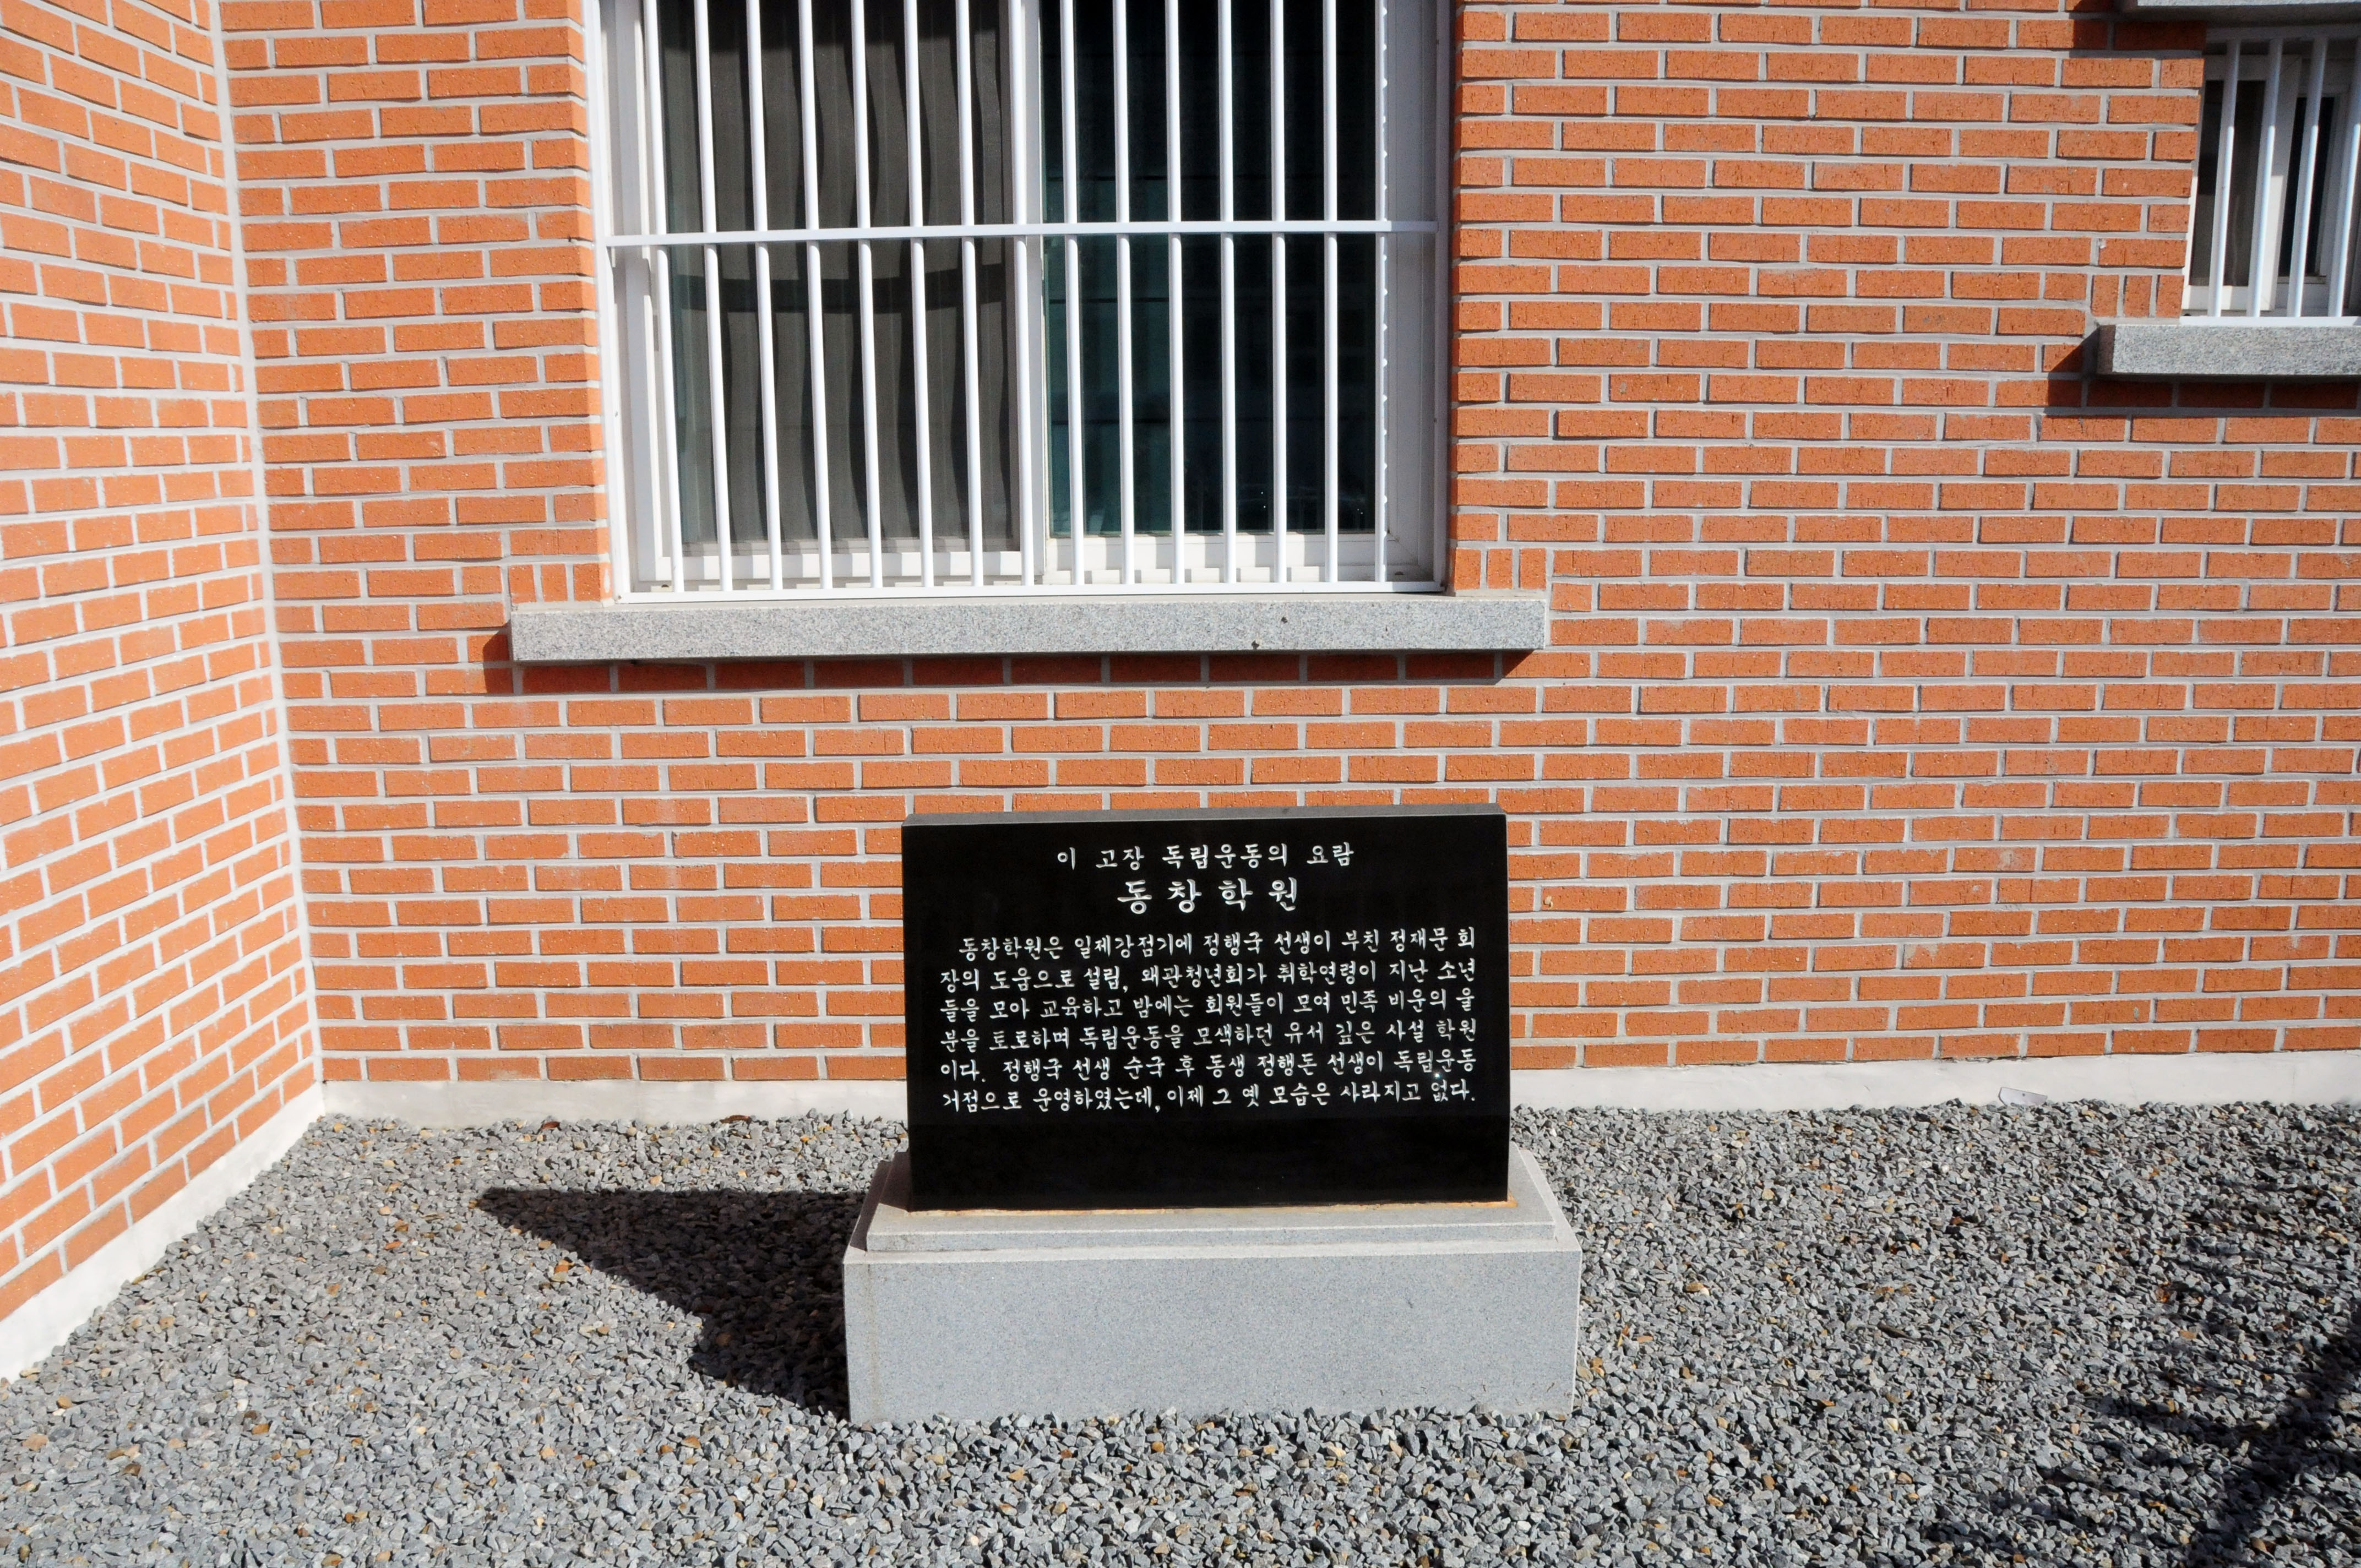 이 고장 독립운동의 요람
동창학원
동창학원은 일제강점기에 정행국 선생이 부친 정재문 회
장의 도움으로 설립, 왜관청년회가 취학연령이 지난 소년
들을 모아 교육하고 밤에는 회원들이 모여 민족 비운의 울
분을 토로하며 독립운동을 모색하던 유서 깊은 사설 학원
이다. 정행국 선생 순국 후 동생 정행돈 선생이 독립운동
거점으로 운영하였는데, 이제 그 옛 모습은 사라지고 없다.